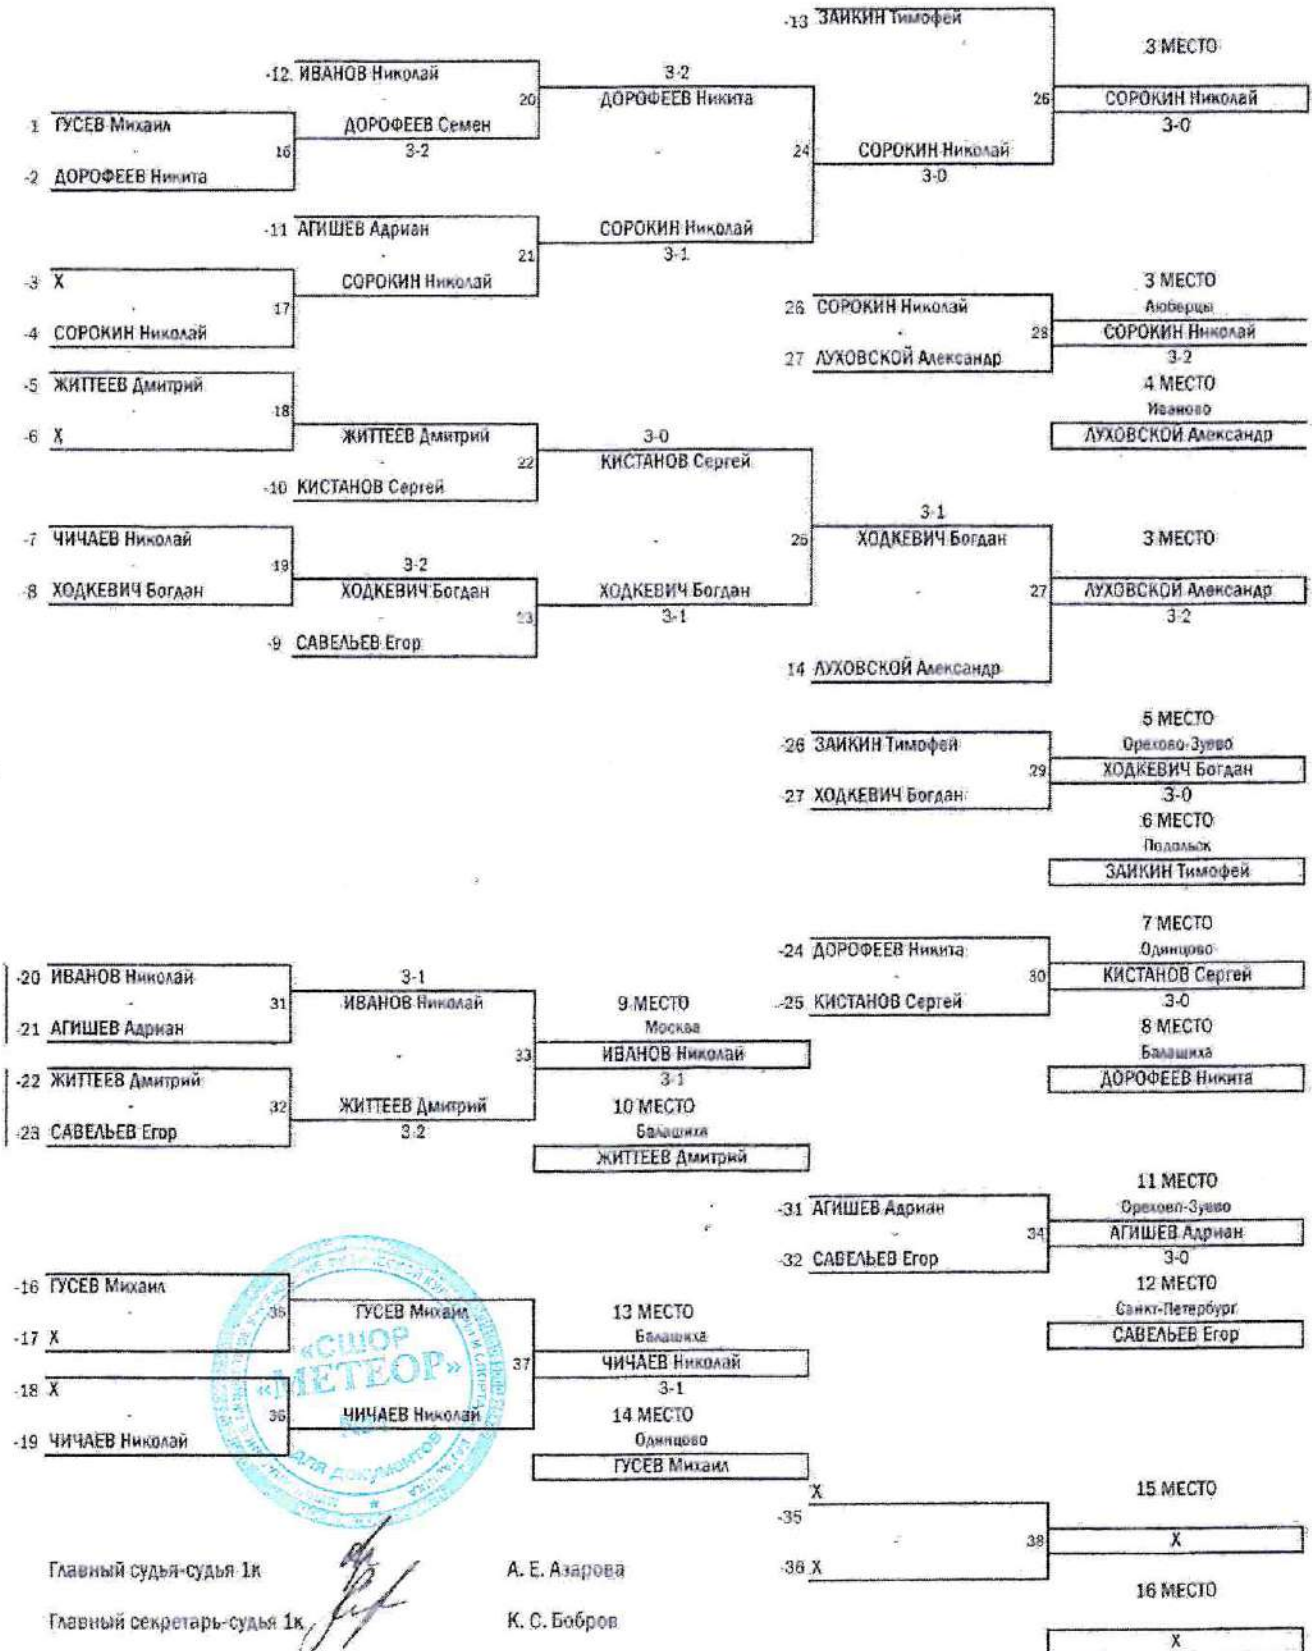 -13 ЗАИКИН Тимофей
3 МЕСТО
-12. ИВАНОВ Николай
3-2
20
ДОРОФЕЕВ Никита
26
СОРОКИН Николай
3-0
1 ГУСЕВ Михаил
ДОРОФЕЕВ Семен
16
3-2
24
СОРОКИН Николай
3-0
-2 ДОРОФЕЕВ Никита
-11 АГИШЕВ Адриан
СОРОКИН Николай
21
3-1
-3 X
СОРОКИН Николай
17
-4 СОРОКИН Николай
3 МЕСТО
26 СОРОКИН Николай
Люберцы
28
СОРОКИН Николай
27 ЛУХОВСКОЙ Александр
3-2
4 МЕСТО
Иваново
ЛУХОВСКОЙ Александр
-5 ЖИТГЕЕВ Дмитрий
18
-6 X
ЖИТГЕЕВ Дмитрий
3-0
22
КИСТАНОВ Сергей
-10 КИСТАНОВ Сергей
3-1
-7 ЧИЧАЕВ Николай
25
ХОДКЕВИЧ Богдан
3 МЕСТО
19
3-2
-8 ХОДКЕВИЧ Богдан
ХОДКЕВИЧ Богдан
ХОДКЕВИЧ Богдан
27
ЛУХОВСКОЙ Александр
23
3-1
3-2
-9 САВЕЛЬЕВ Егор
14 ЛУХОВСКОЙ Александр
5 МЕСТО
-26 ЗАИКИН Тимофей
Орехово-Зуево
29
ХОДКЕВИЧ Богдан
-27 ХОДКЕВИЧ Богдан
3-0
6 МЕСТО
Подольск
ЗАИКИН Тимофей
7 МЕСТО
-24 ДОРОФЕЕВ Никита
Одинцово
30
КИСТАНОВ Сергей
-25 КИСТАНОВ Сергей
3-0
8 МЕСТО
Балашиха
ДОРОФЕЕВ Никита
-20 ИВАНОВ Николай
3-1
31
ИВАНОВ Николай
9 МЕСТО
-21 АГИШЕВ Адриан
Москва
33
ИВАНОВ Николай
3-1
-22 ЖИТГЕЕВ Дмитрий
32
ЖИТГЕЕВ Дмитрий
10 МЕСТО
-23 САВЕЛЬЕВ Егор
3-2
Балашиха
ЖИТГЕЕВ Дмитрий
11 МЕСТО
-31 АГИШЕВ Адриан
Орехово-Зуево
34
АГИШЕВ Адриан
-32 САВЕЛЬЕВ Егор
3-0
12 МЕСТО
Санкт-Петербург
САВЕЛЬЕВ Егор
-16 ГУСЕВ Михаил
35
ГУСЕВ Михаил
13 МЕСТО
-17 X
Балашиха
«СШОР
«МЕТЕОР»
для документов
37
ЧИЧАЕВ Николай
3-1
-18 X
36
ЧИЧАЕВ Николай
14 МЕСТО
-19 ЧИЧАЕВ Николай
Одинцово
ГУСЕВ Михаил
X
15 МЕСТО
-35
38
X
-36 X
16 МЕСТО
X
Главный судья-судья 1к
А. Е. Азарова
Главный секретарь-судья 1к
К. С. Бобров